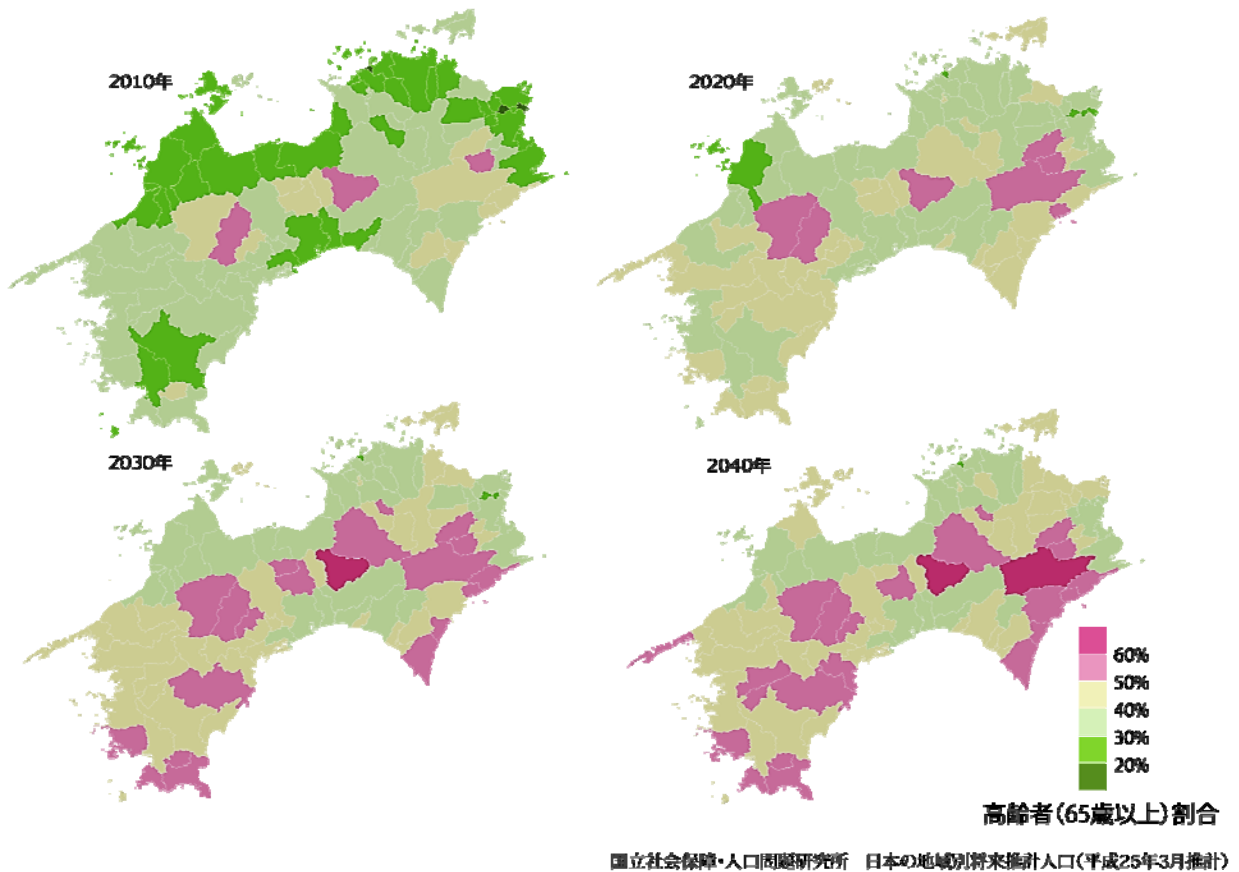 2010年
2020年
2030年
2040年
60%
50%
40%
30%
20%
高齢者(65歳以上)割合
国立社会保障・人口問題研究所　日本の地域別将来推計人口(平成25年3月推計)